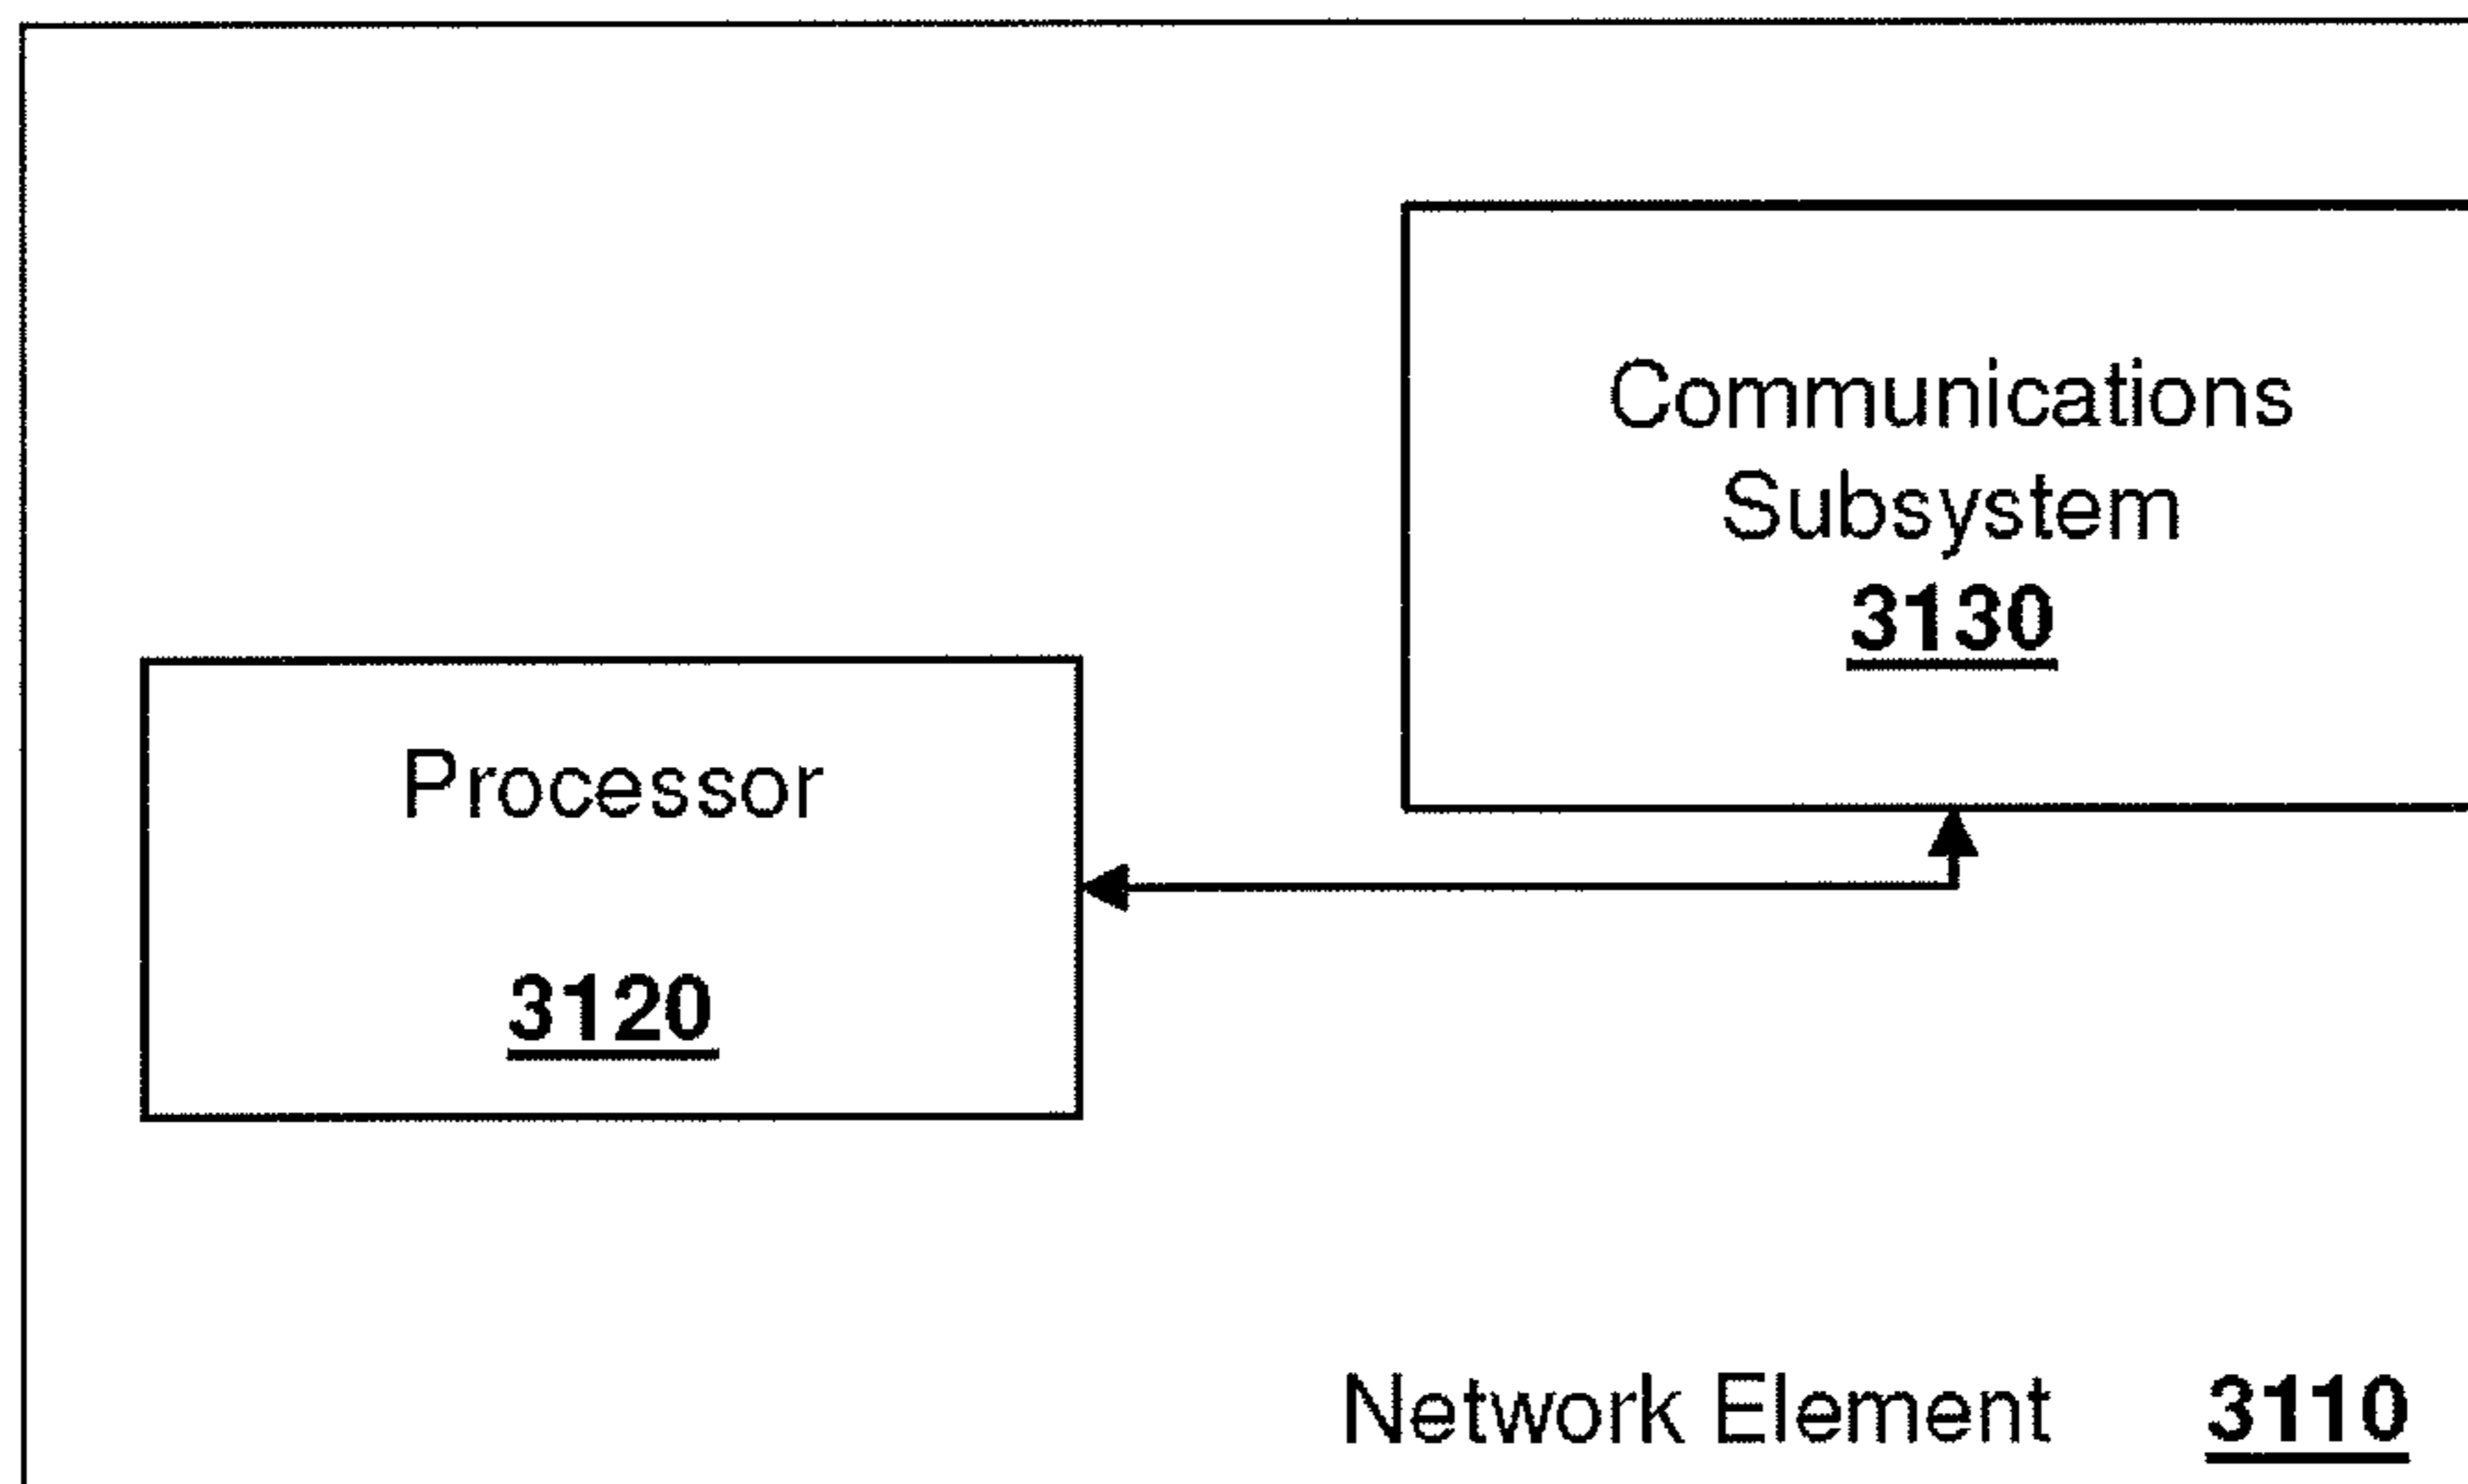 Communications
Subsystem
3130
Processor
3120
Network Element 3110